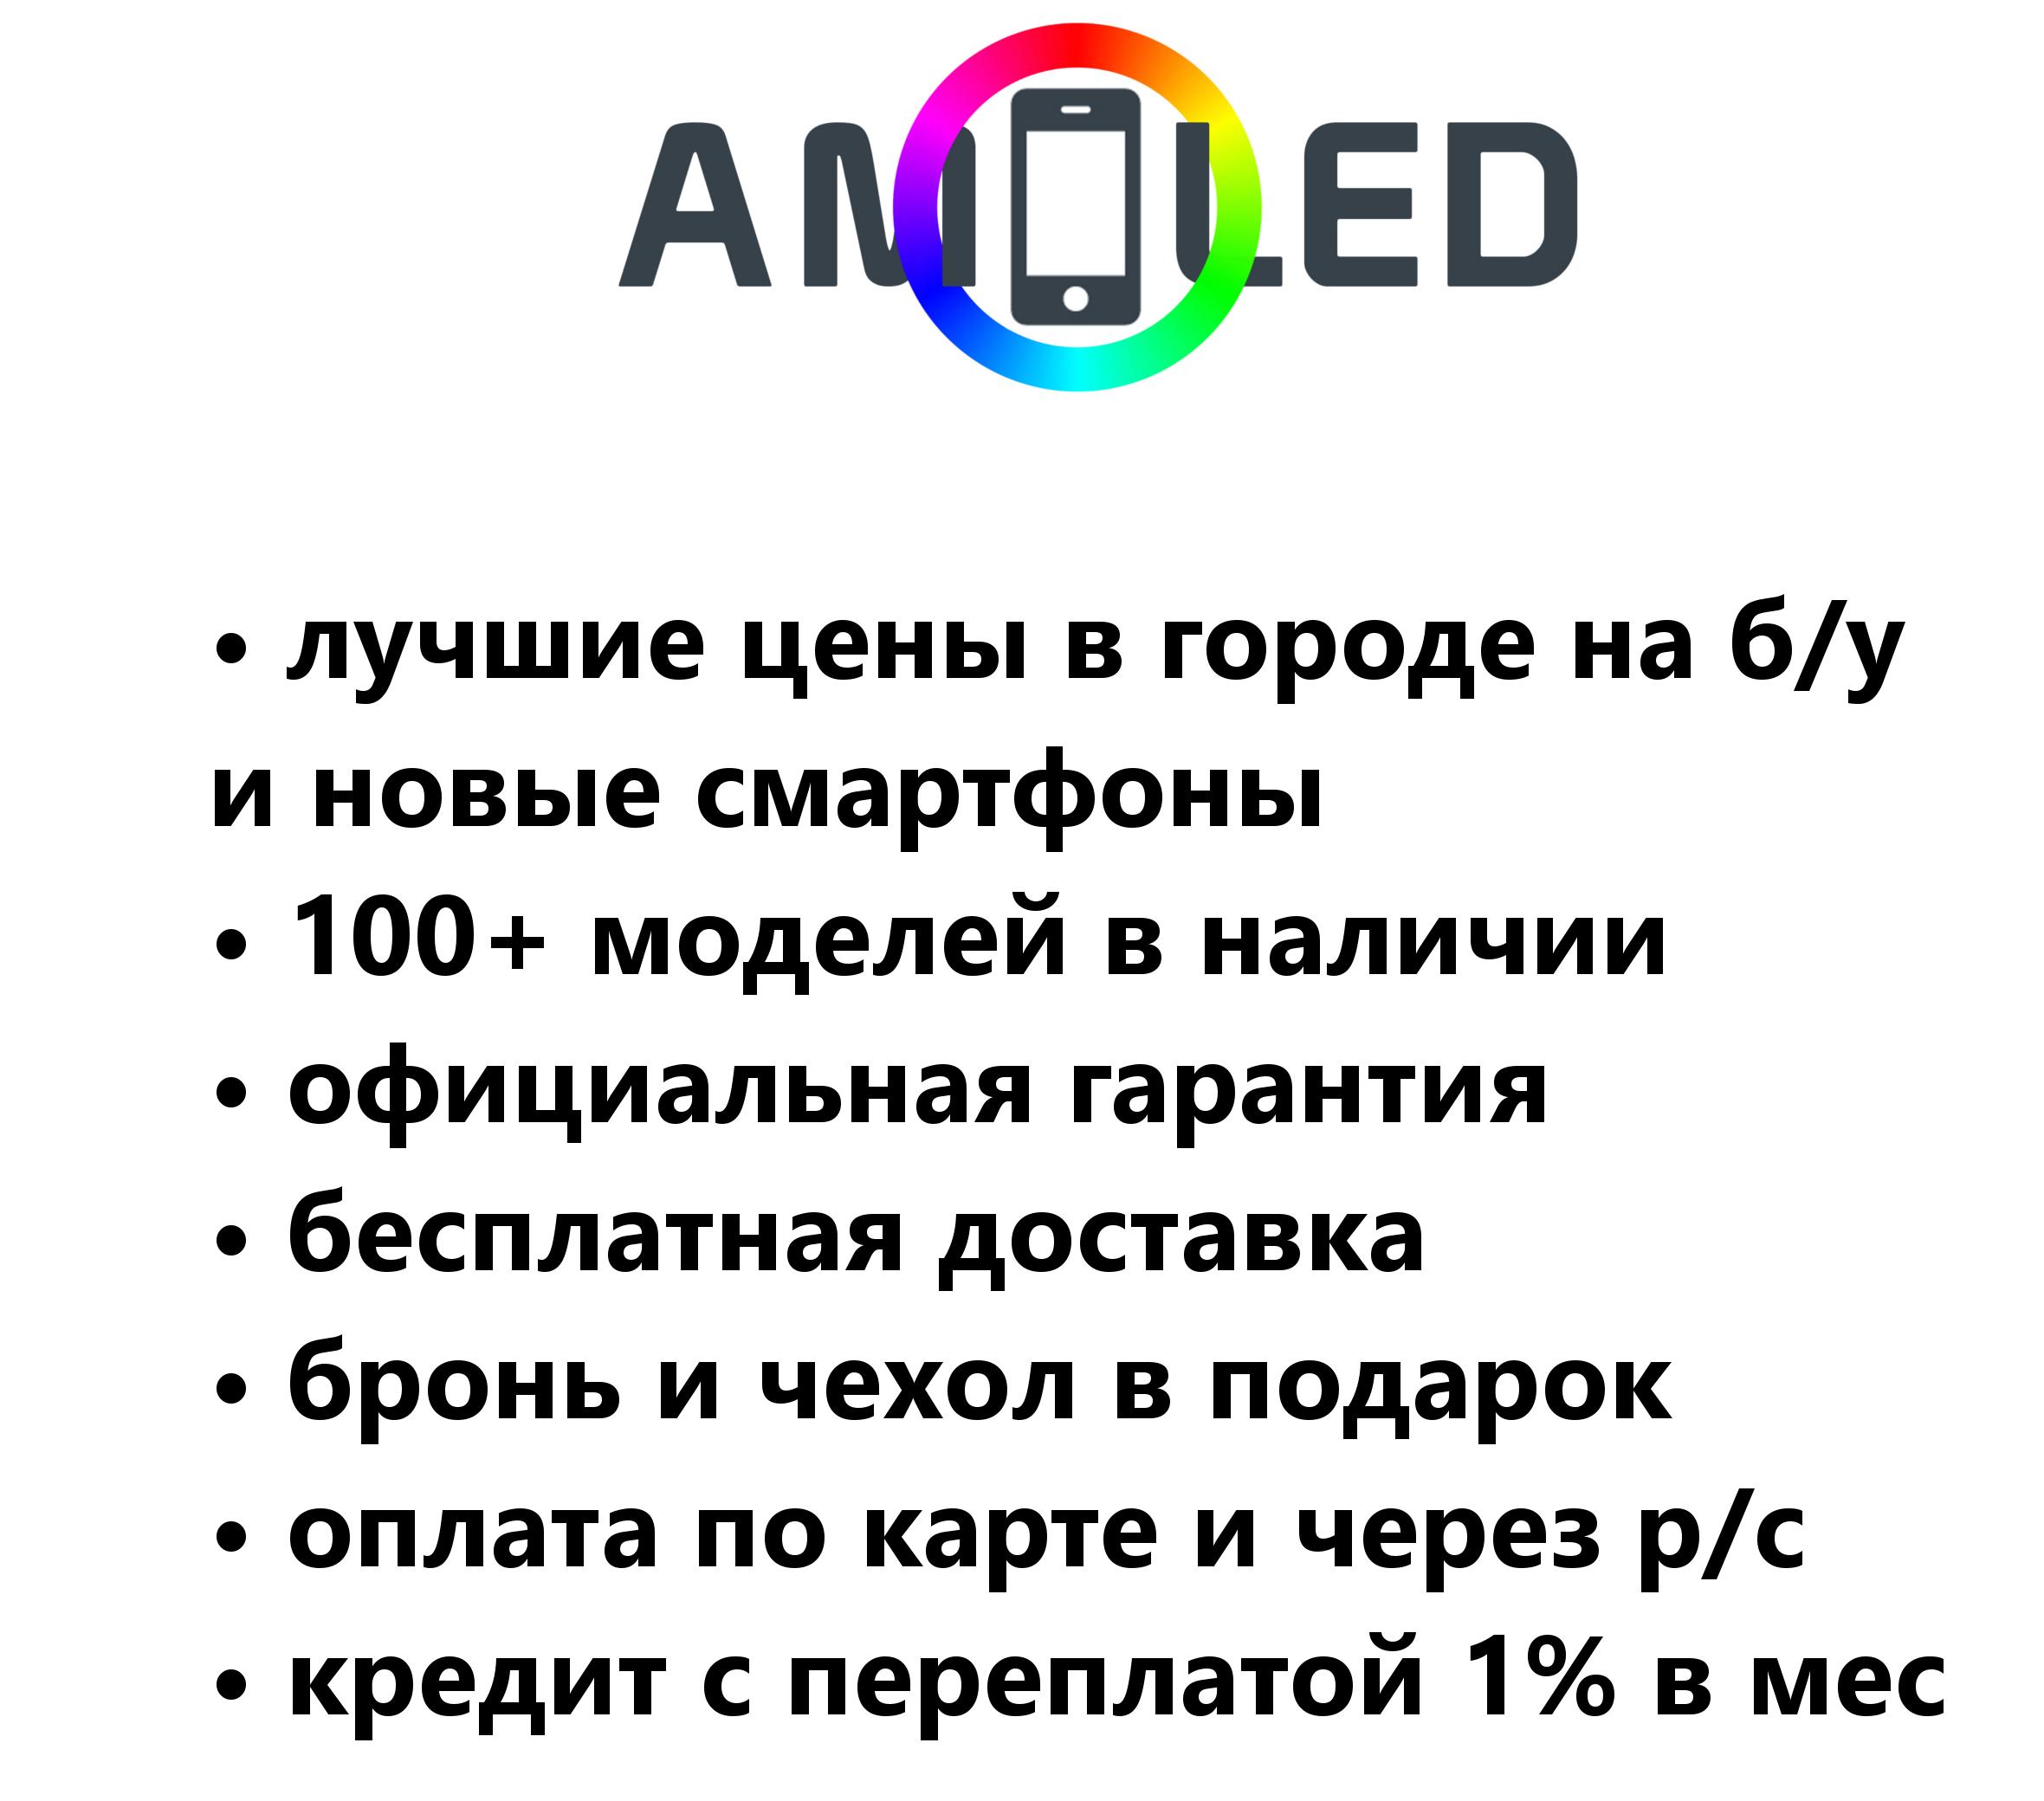 AMOLED
• лучшие цены в городе на б/у
и новые смартфоны
• 100+ моделей в наличии
• официальная гарантия
• бесплатная доставка
• бронь и чехол в подарок
• оплата по карте и через р/с
• кредит с переплатой 1% в мес